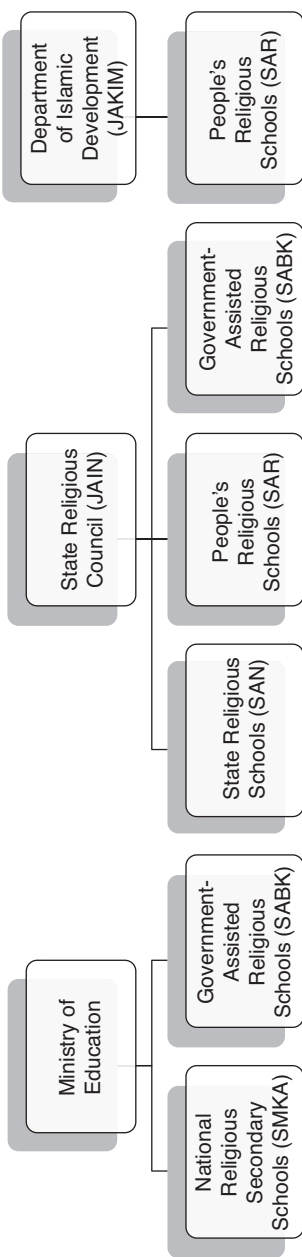 Ministry of
Education
National
Religious
Secondary
Schools (SMKA)
Government-
Assisted
Religious
Schools (SABK)
State Religious
Council (JAIN)
State Religious
Schools (SAN)
People's
Religious
Schools (SAR)
Government-
Assisted
Religious
Schools (SABK)
Department
of Islamic
Development
(JAKIM)
People's
Religious
Schools (SAR)